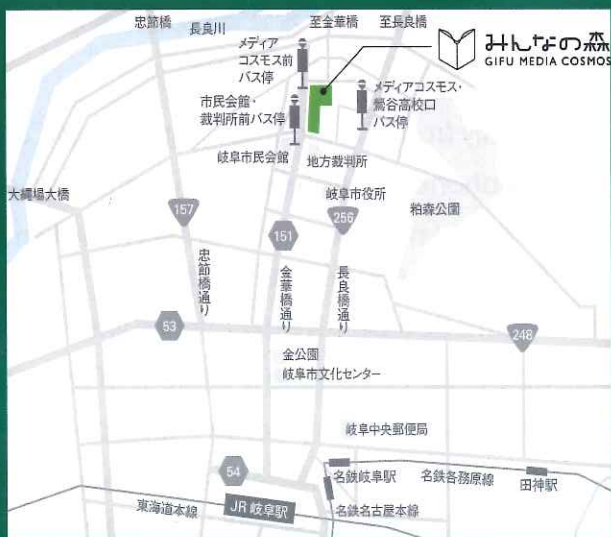 忠節橋
長良川
至金華橋
至長良橋
メディア
コスモス前
バス停
みんなの森
GIFU MEDIA COSMOS
市民会館・
裁判所前バス停
メディアコスモス・
鶯谷高校口
バス停
岐阜市民会館
地方裁判所
大縄場大橋
岐阜市役所
粕森公園
157
151
256
忠節橋通り
金華橋通り
長良橋通り
53
248
金公園
岐阜市文化センター
岐阜中央郵便局
54
名鉄岐阜駅
名鉄各務原線
田神駅
東海道本線
JR 岐阜駅
名鉄名古屋本線